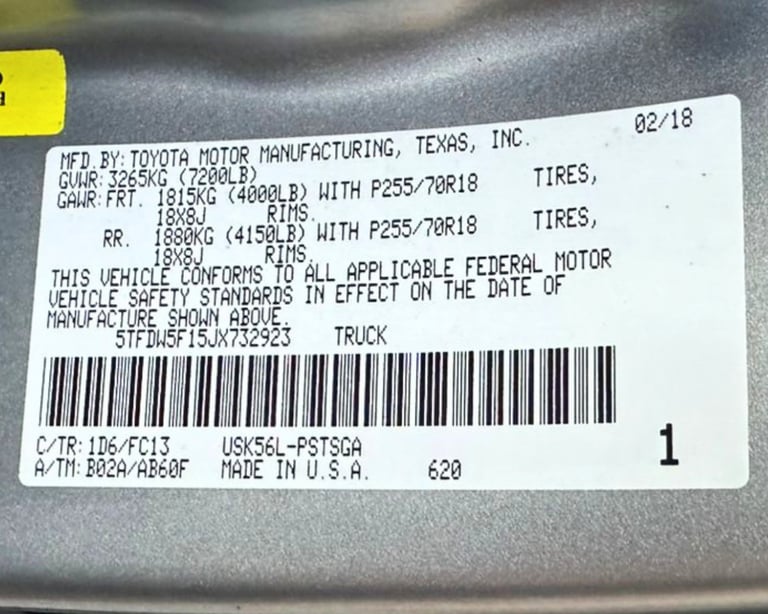 MFD. BY: TOYOTA MOTOR MANUFACTURING, TEXAS, INC. 02/18
GVWR: 3265KG (7200LB)
GAWR: FRT. 1815KG (4000LB) WITH P255/70R18 TIRES,
18X8J RIMS.
RR. 1880KG (4150LB) WITH P255/70R18 TIRES,
18X8J RIMS.
THIS VEHICLE CONFORMS TO ALL APPLICABLE FEDERAL MOTOR
VEHICLE SAFETY STANDARDS IN EFFECT ON THE DATE OF
MANUFACTURE SHOWN ABOVE.
5TFDW5F15JX732923 TRUCK
C/TR: 1D6/FC13 USK56L-PSTSGA
A/TM: B02A/AB60F MADE IN U.S.A. 620
1